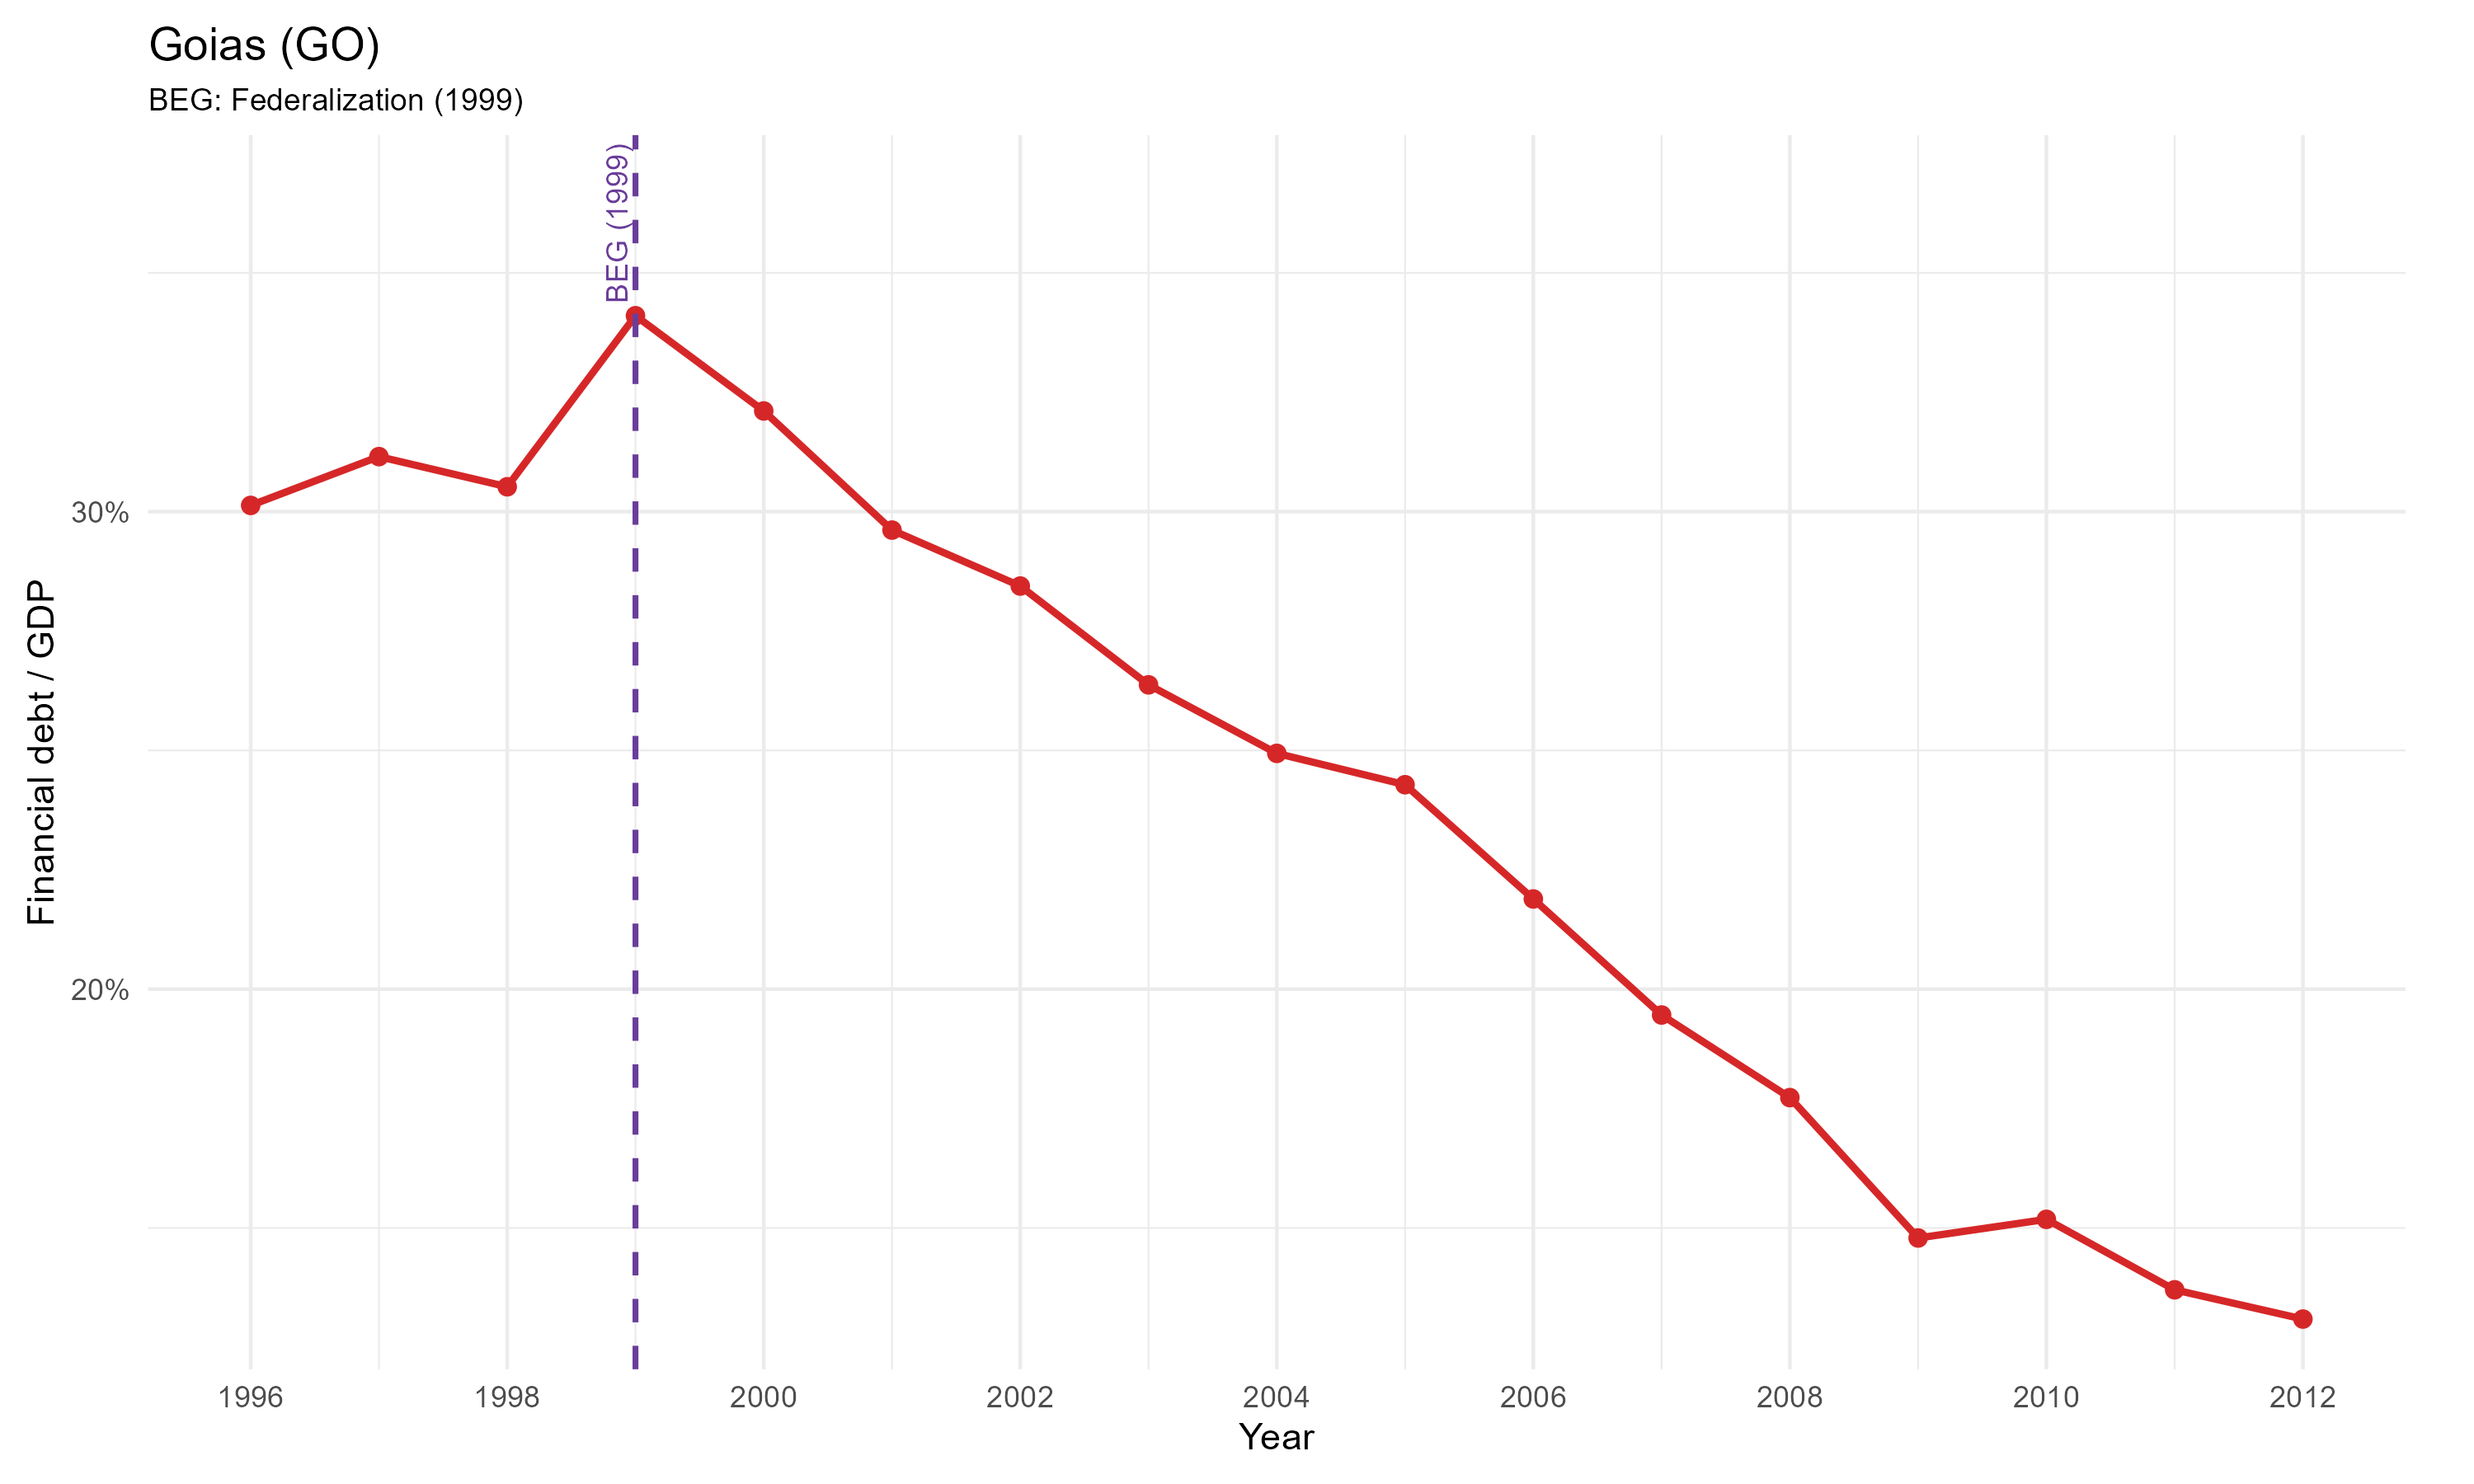 Goias (GO)
BEG: Federalization (1999)
BEG (1999)
30%
20%
Financial debt / GDP
1996 1998 2000 2002 2004 2006 2008 2010 2012
Year